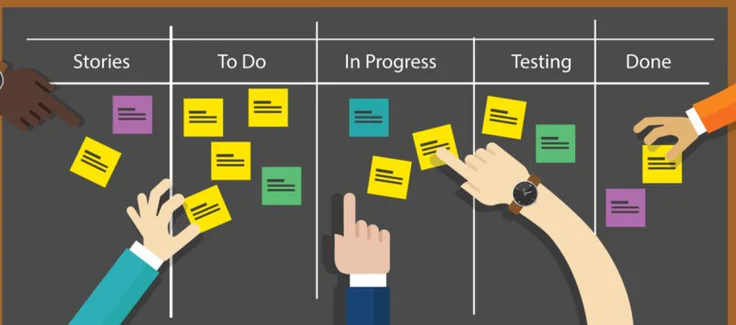 Stories
To Do
In Progress
Testing
Done